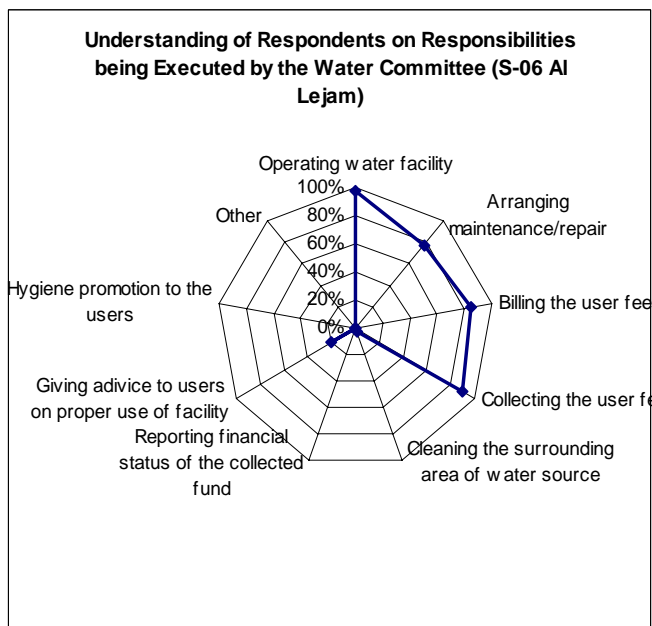 Understanding of Respondents on Responsibilities
being Executed by the Water Committee (S-06 Al
Lejam)
Operating water facility
100%
80%
60%
40%
20%
0%
Arranging
maintenance/repair
Billing the user fee
Collecting the user fe
Cleaning the surrounding
area of water source
Reporting financial
status of the collected
fund
Giving advice to users
on proper use of facility
Hygiene promotion to the
users
Other